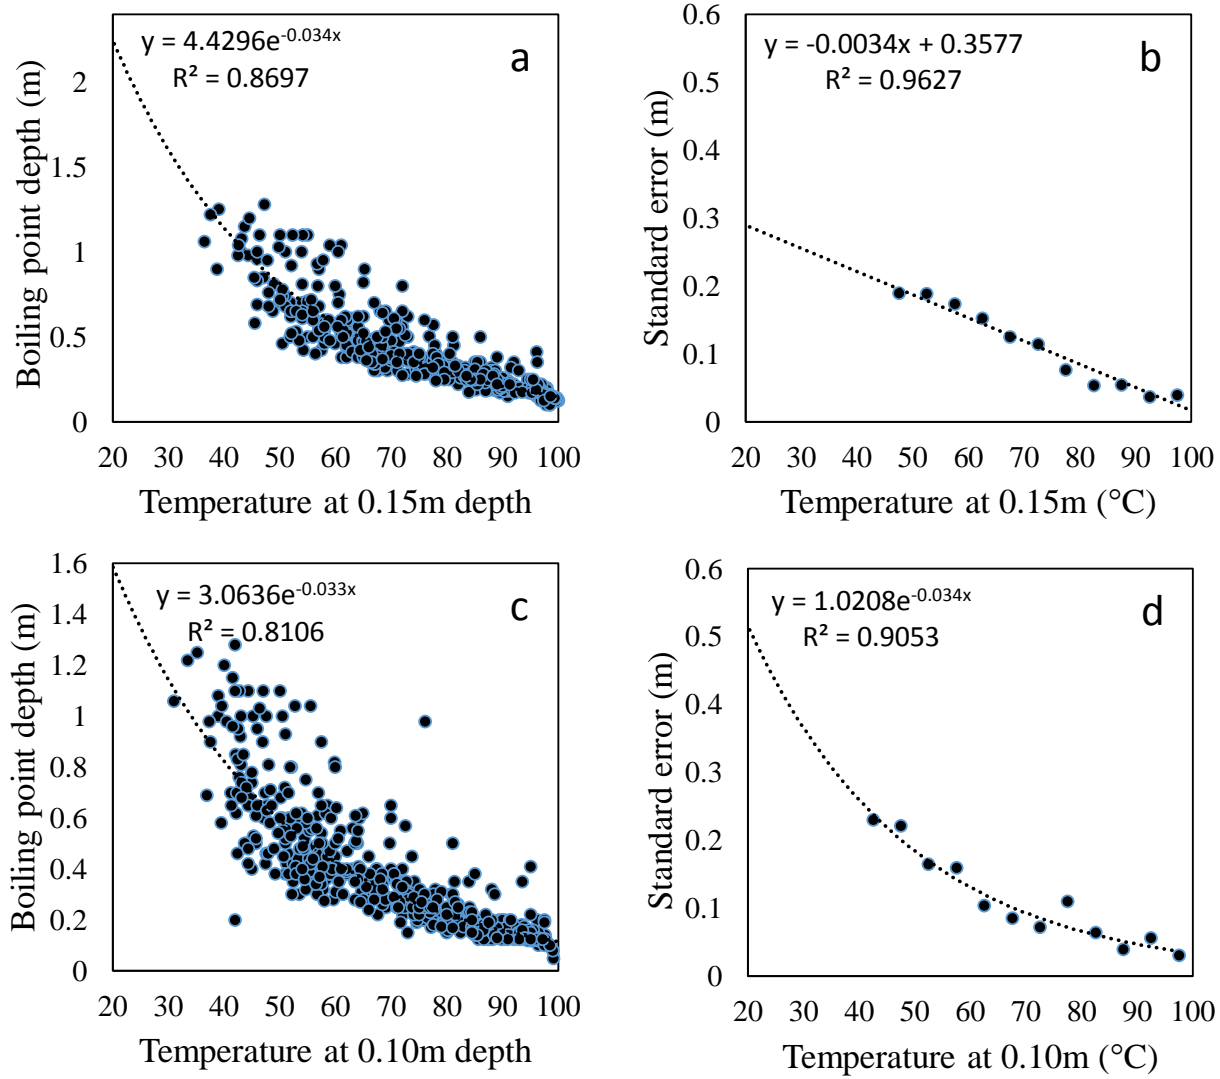 y = 4.4296e^-0.034x
R² = 0.8697
a
Boiling point depth (m)
2
1.5
1
0.5
0
20 30 40 50 60 70 80 90 100
Temperature at 0.15m depth
y = -0.0034x + 0.3577
R² = 0.9627
b
Standard error (m)
0.6
0.5
0.4
0.3
0.2
0.1
0
20 30 40 50 60 70 80 90 100
Temperature at 0.15m (°C)
y = 3.0636e^-0.033x
R² = 0.8106
c
Boiling point depth (m)
1.6
1.4
1.2
1
0.8
0.6
0.4
0.2
0
20 30 40 50 60 70 80 90 100
Temperature at 0.10m depth
y = 1.0208e^-0.034x
R² = 0.9053
d
Standard error (m)
0.6
0.5
0.4
0.3
0.2
0.1
0
20 30 40 50 60 70 80 90 100
Temperature at 0.10m (°C)